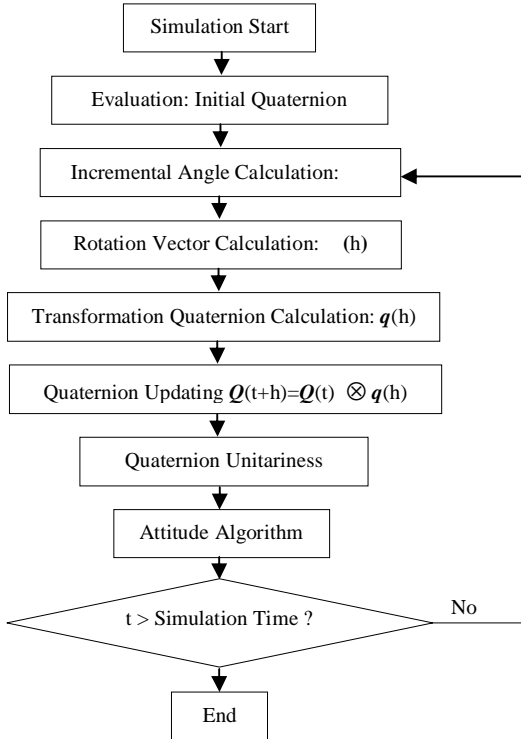 Simulation Start
Evaluation: Initial Quaternion
Incremental Angle Calculation:
Rotation Vector Calculation: (h)
Transformation Quaternion Calculation: q(h)
Quaternion Updating Q(t+h)=Q(t) ⊗ q(h)
Quaternion Unitariness
Attitude Algorithm
t > Simulation Time ?
No
End